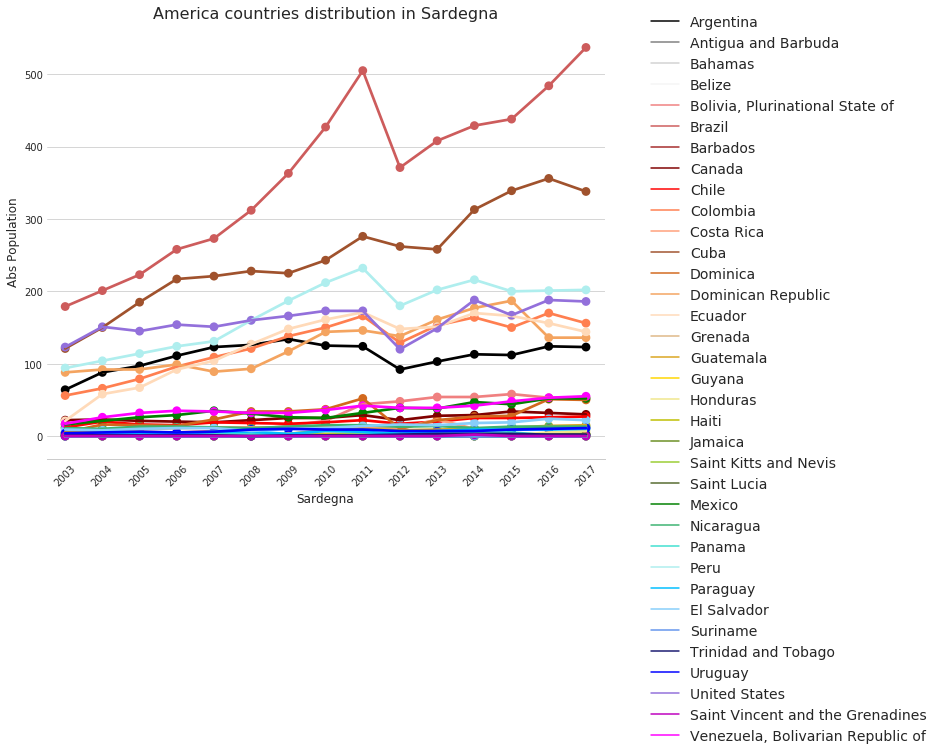 America countries distribution in Sardegna
Abs Population
500
400
300
200
100
0
2003 2004 2005 2006 2007 2008 2009 2010 2011 2012 2013 2014 2015 2016 2017
Sardegna
Argentina
Antigua and Barbuda
Bahamas
Belize
Bolivia, Plurinational State of
Brazil
Barbados
Canada
Chile
Colombia
Costa Rica
Cuba
Dominica
Dominican Republic
Ecuador
Grenada
Guatemala
Guyana
Honduras
Haiti
Jamaica
Saint Kitts and Nevis
Saint Lucia
Mexico
Nicaragua
Panama
Peru
Paraguay
El Salvador
Suriname
Trinidad and Tobago
Uruguay
United States
Saint Vincent and the Grenadines
Venezuela, Bolivarian Republic of